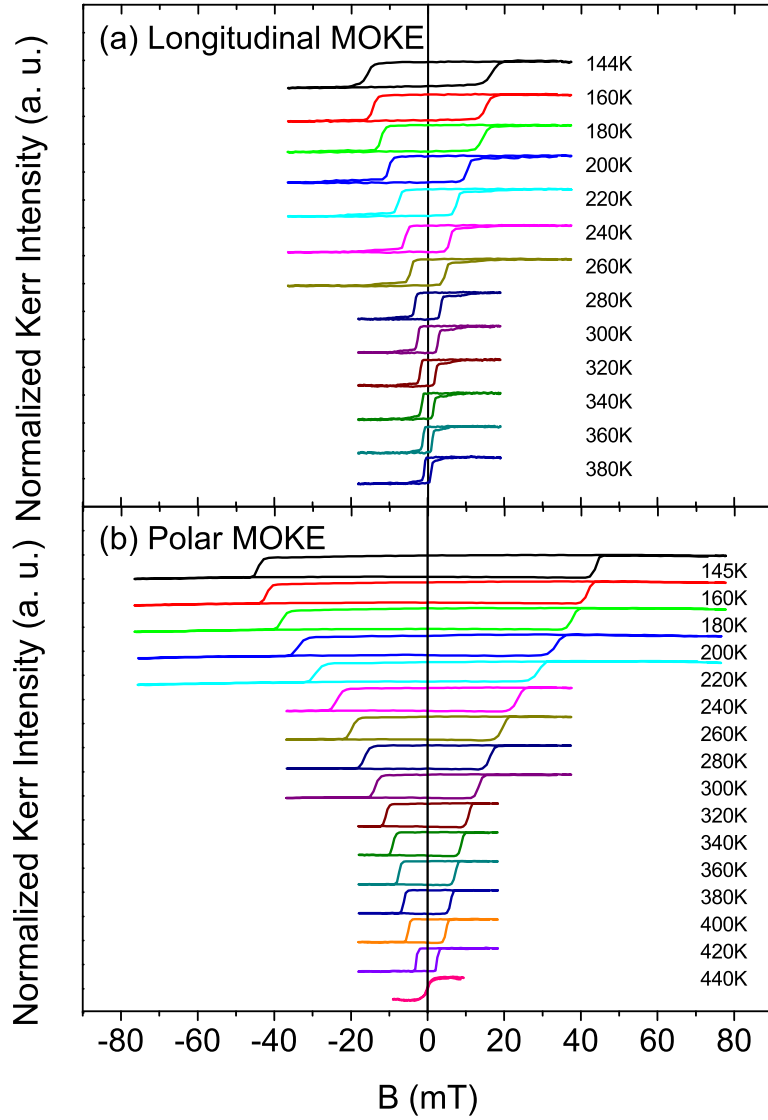 (a) Longitudinal MOKE
Normalized Kerr Intensity (a. u.)
144K
160K
180K
200K
220K
240K
260K
280K
300K
320K
340K
360K
380K
(b) Polar MOKE
Normalized Kerr Intensity (a. u.)
145K
160K
180K
200K
220K
240K
260K
280K
300K
320K
340K
360K
380K
400K
420K
440K
-80 -60 -40 -20 0 20 40 60 80
B (mT)